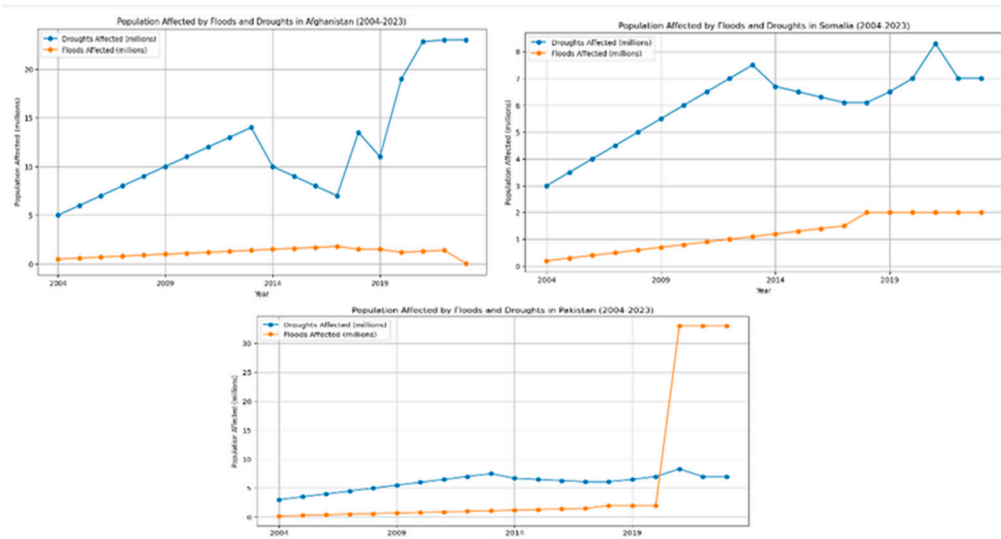 Population Affected by Floods and Droughts in Afghanistan (2004-2023)
Droughts Affected (millions)
Floods Affected (millions)
Population Affected (millions)
20
15
10
5
0
2004 2009 2014 2019
Year
Population Affected by Floods and Droughts in Somalia (2004-2023)
Droughts Affected (millions)
Floods Affected (millions)
Population Affected (millions)
8
7
6
5
4
3
2
1
0
2004 2009 2014 2019
Year
Population Affected by Floods and Droughts in Pakistan (2004-2023)
Droughts Affected (millions)
Floods Affected (millions)
Population Affected (millions)
30
25
20
15
10
5
0
2004 2009 2014 2019